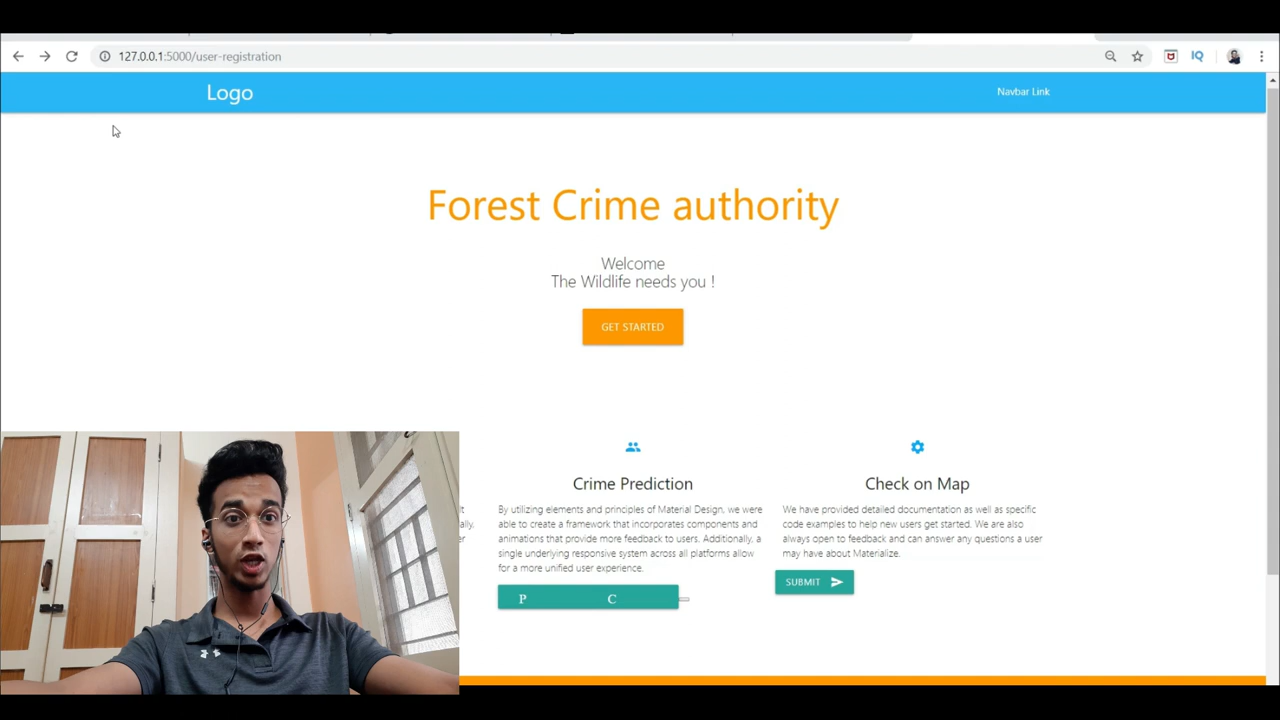 127.0.0.1:5000/user-registration
IQ
Logo
Navbar Link
Forest Crime authority
Welcome
The Wildlife needs you !
GET STARTED
Crime Prediction
By utilizing elements and principles of Material Design, we were
able to create a framework that incorporates components and
animations that provide more feedback to users. Additionally, a
single underlying responsive system across all platforms allow
for a more unified user experience.
P C
Check on Map
We have provided detailed documentation as well as specific
code examples to help new users get started. We are also
always open to feedback and can answer any questions a user
may have about Materialize.
SUBMIT